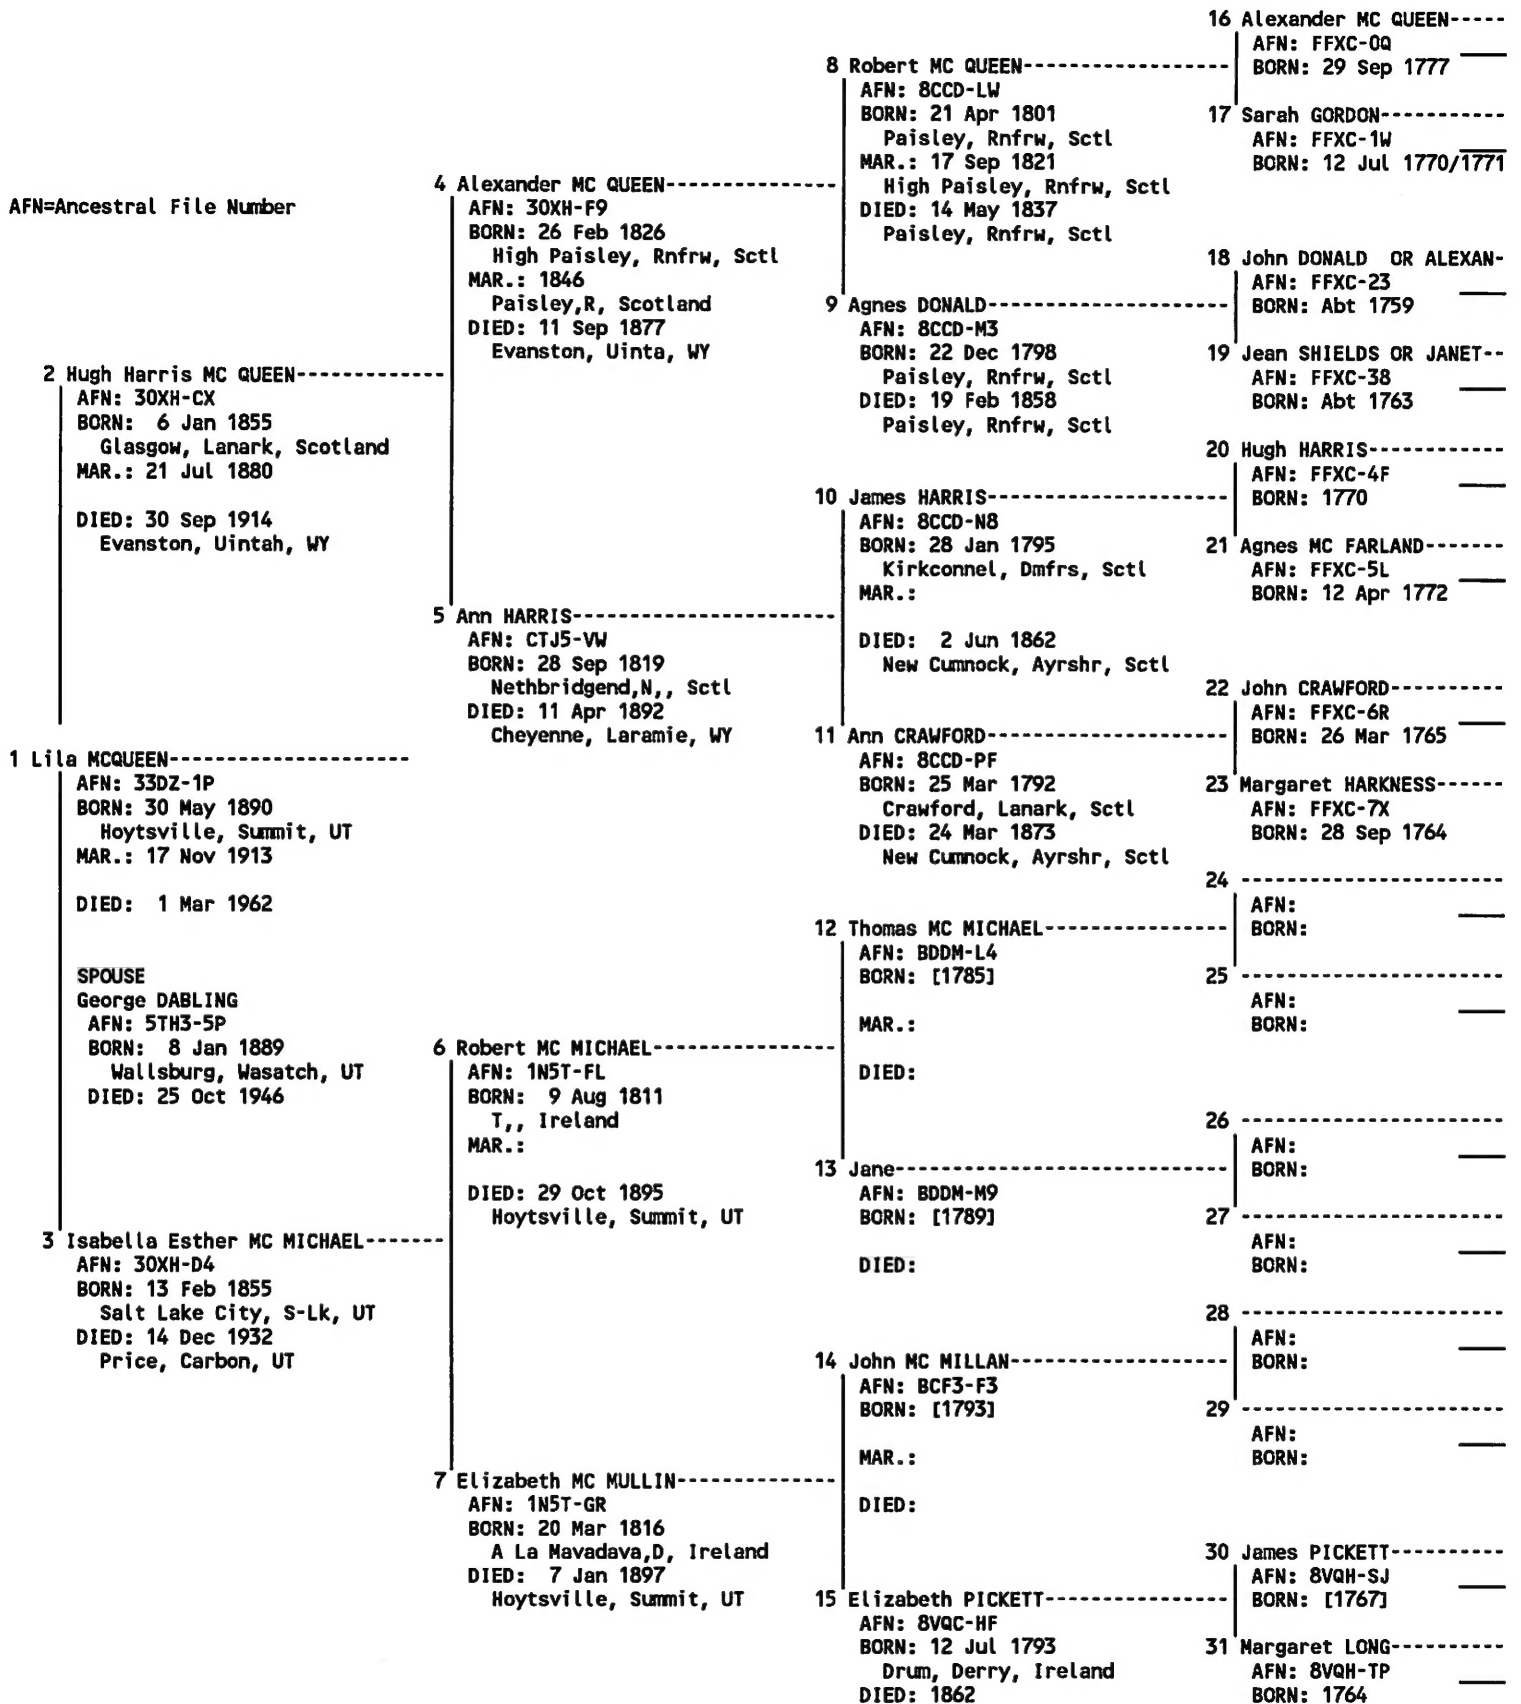 AFN=Ancestral File Number
1 Lila MCQUEEN
AFN: 33DZ-1P
BORN: 30 May 1890
Hoytsville, Summit, UT
MAR.: 17 Nov 1913
DIED: 1 Mar 1962
SPOUSE
George DABLING
AFN: 5TH3-5P
BORN: 8 Jan 1889
Wallsburg, Wasatch, UT
DIED: 25 Oct 1946
2 Hugh Harris MC QUEEN
AFN: 30XH-CX
BORN: 6 Jan 1855
Glasgow, Lanark, Scotland
MAR.: 21 Jul 1880
DIED: 30 Sep 1914
Evanston, Uintah, WY
3 Isabella Esther MC MICHAEL
AFN: 30XH-D4
BORN: 13 Feb 1855
Salt Lake City, S-Lk, UT
DIED: 14 Dec 1932
Price, Carbon, UT
4 Alexander MC QUEEN
AFN: 30XH-F9
BORN: 26 Feb 1826
High Paisley, Rnfrw, Sctl
MAR.: 1846
Paisley,R, Scotland
DIED: 11 Sep 1877
Evanston, Uinta, WY
5 Ann HARRIS
AFN: CTJ5-VW
BORN: 28 Sep 1819
Nethbridgend,N,, Sctl
DIED: 11 Apr 1892
Cheyenne, Laramie, WY
6 Robert MC MICHAEL
AFN: 1N5T-FL
BORN: 9 Aug 1811
T,, Ireland
MAR.:
DIED: 29 Oct 1895
Hoytsville, Summit, UT
7 Elizabeth MC MULLIN
AFN: 1N5T-GR
BORN: 20 Mar 1816
A La Mavadava,D, Ireland
DIED: 7 Jan 1897
Hoytsville, Summit, UT
8 Robert MC QUEEN
AFN: 8CCD-LW
BORN: 21 Apr 1801
Paisley, Rnfrw, Sctl
MAR.: 17 Sep 1821
High Paisley, Rnfrw, Sctl
DIED: 14 May 1837
Paisley, Rnfrw, Sctl
9 Agnes DONALD
AFN: 8CCD-M3
BORN: 22 Dec 1798
Paisley, Rnfrw, Sctl
DIED: 19 Feb 1858
Paisley, Rnfrw, Sctl
10 James HARRIS
AFN: 8CCD-N8
BORN: 28 Jan 1795
Kirkconnel, Dmfrs, Sctl
MAR.:
DIED: 2 Jun 1862
New Cumnock, Ayrshr, Sctl
11 Ann CRAWFORD
AFN: 8CCD-PF
BORN: 25 Mar 1792
Crawford, Lanark, Sctl
DIED: 24 Mar 1873
New Cumnock, Ayrshr, Sctl
12 Thomas MC MICHAEL
AFN: BDDM-L4
BORN: [1785]
MAR.:
DIED:
13 Jane
AFN: BDDM-M9
BORN: [1789]
DIED:
14 John MC MILLAN
AFN: BCF3-F3
BORN: [1793]
MAR.:
DIED:
15 Elizabeth PICKETT
AFN: 8VQC-HF
BORN: 12 Jul 1793
Drum, Derry, Ireland
DIED: 1862
16 Alexander MC QUEEN
AFN: FFXC-0Q
BORN: 29 Sep 1777
17 Sarah GORDON
AFN: FFXC-1W
BORN: 12 Jul 1770/1771
18 John DONALD OR ALEXAN-
AFN: FFXC-23
BORN: Abt 1759
19 Jean SHIELDS OR JANET--
AFN: FFXC-38
BORN: Abt 1763
20 Hugh HARRIS
AFN: FFXC-4F
BORN: 1770
21 Agnes MC FARLAND
AFN: FFXC-5L
BORN: 12 Apr 1772
22 John CRAWFORD
AFN: FFXC-6R
BORN: 26 Mar 1765
23 Margaret HARKNESS
AFN: FFXC-7X
BORN: 28 Sep 1764
24
AFN:
BORN:
25
AFN:
BORN:
26
AFN:
BORN:
27
AFN:
BORN:
28
AFN:
BORN:
29
AFN:
BORN:
30 James PICKETT
AFN: 8VQH-SJ
BORN: [1767]
31 Margaret LONG
AFN: 8VQH-TP
BORN: 1764